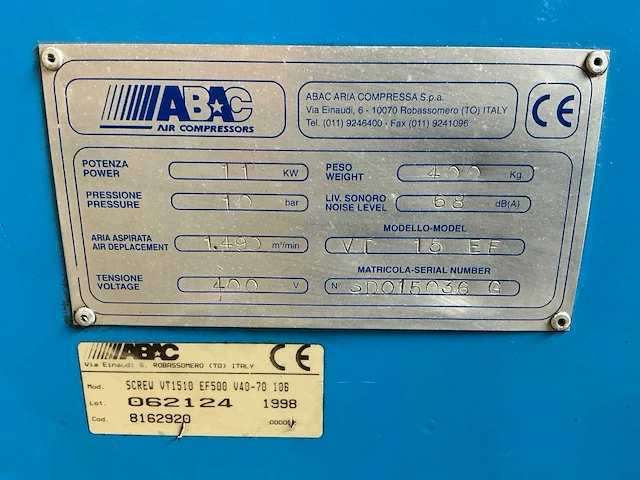 ABAC
AIR COMPRESSORS
ABAC ARIA COMPRESSA S.p.a.
Via Einaudi, 6 - 10070 Robassomero (TO) ITALY
Tel. (011) 9246400 - Fax (011) 9241096
CE
POTENZA
POWER
11 KW
PRESSIONE
PRESSURE
10 bar
ARIA ASPIRATA
AIR DEPLACEMENT
1.490 m³/min
TENSIONE
VOLTAGE
400 V
PESO
WEIGHT
400 Kg.
LIV. SONORO
NOISE LEVEL
68 dB(A)
MODELLO-MODEL
VT 15 EF
MATRICOLA-SERIAL NUMBER
N° SD015036 G
ABAC
CE
Via Einaudi 6, ROBASSOMERO (TO) ITALY
Mod. SCREW VT1510 EF500 V40-70 10B
Lot. 062124 1998
Cod. 8162920